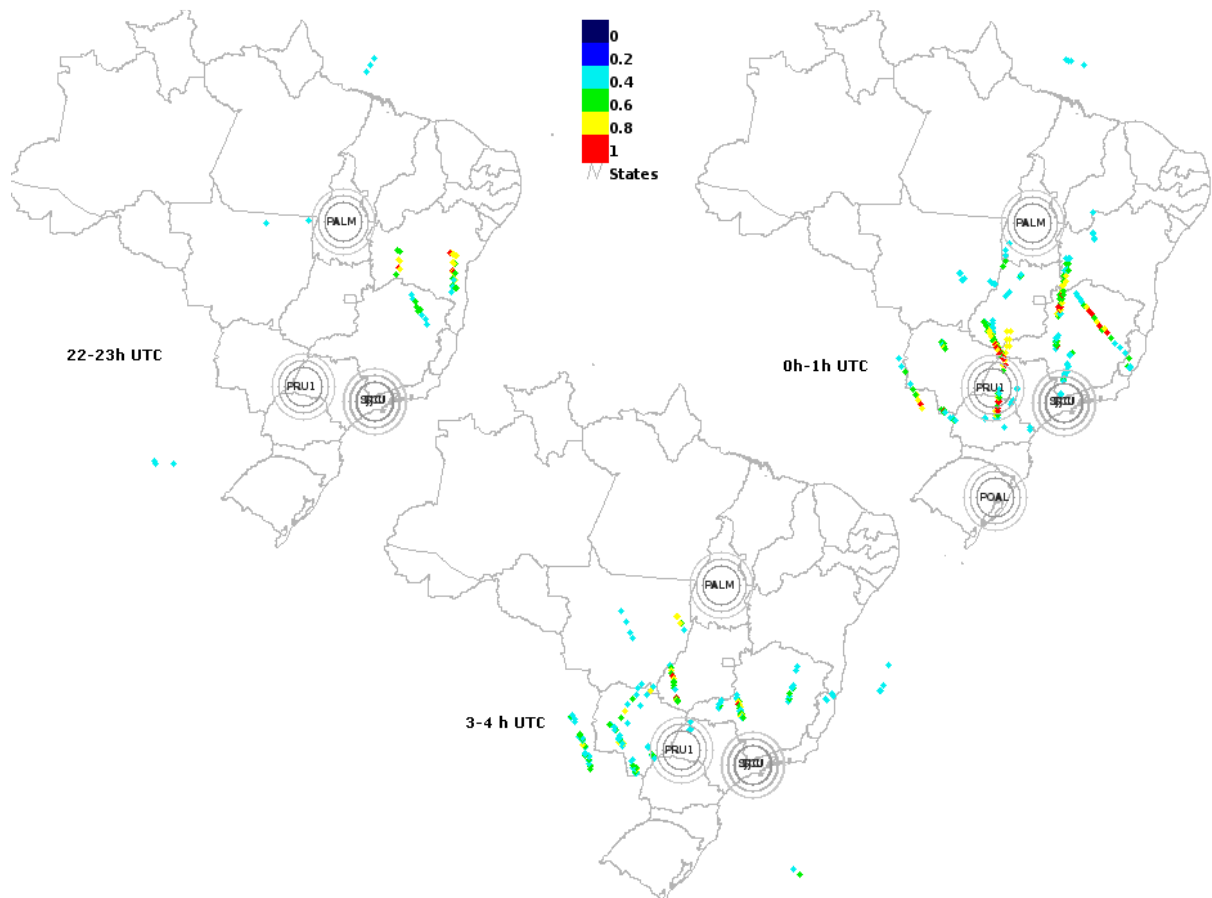 0
0.2
0.4
0.6
0.8
1
States
PALM
PALM
22-23h UTC
0h-1h UTC
PRU1
PRU1
POAL
PALM
3-4 h UTC
PRU1